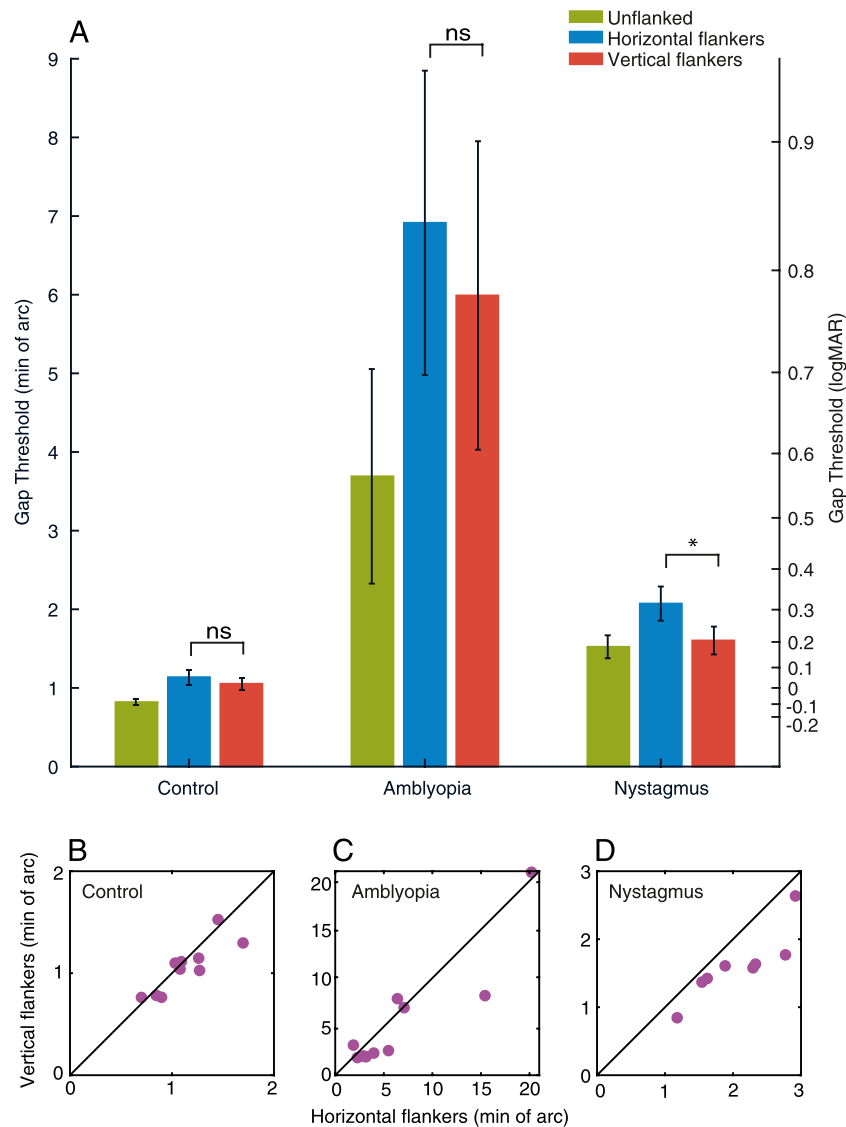 A
Unflanked
Horizontal flankers
Vertical flankers
ns
ns
*
Gap Threshold (min of arc)
9
8
7
6
5
4
3
2
1
0
Gap Threshold (logMAR)
0.9
0.8
0.7
0.6
0.5
0.4
0.3
0.2
0.1
0
-0.1
-0.2
Control Amblyopia Nystagmus
B
Control
Vertical flankers (min of arc)
2
1
0
0 1 2
C
Amblyopia
20
15
10
5
0
0 5 10 15 20
D
Nystagmus
3
2
1
0
0 1 2 3
Horizontal flankers (min of arc)